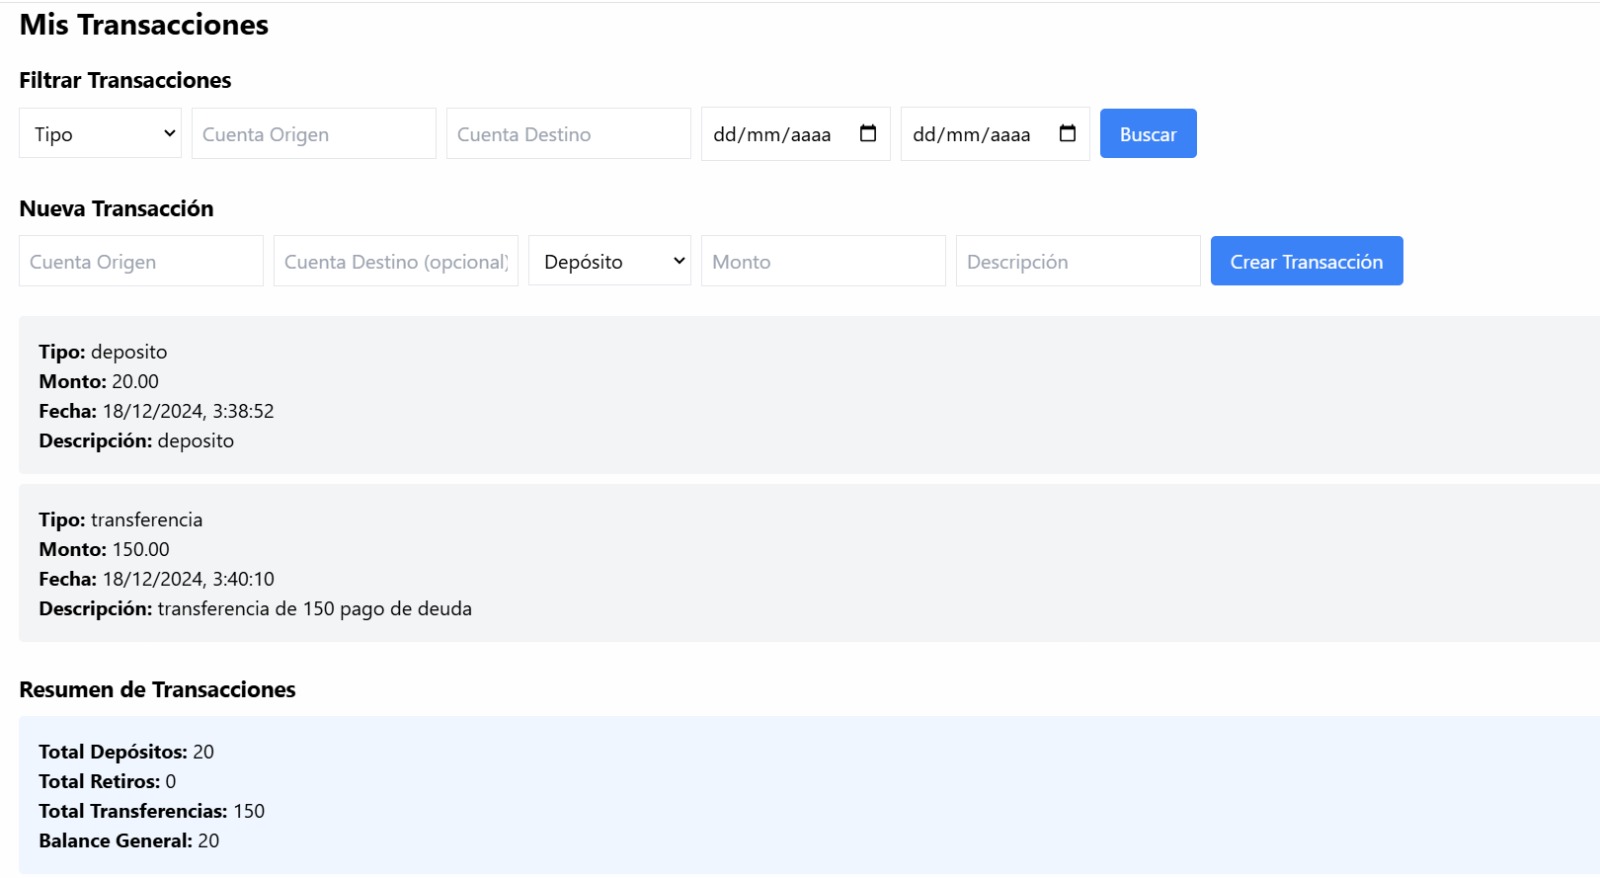 Mis Transacciones
Filtrar Transacciones
Tipo Cuenta Origen Cuenta Destino dd/mm/aaaa dd/mm/aaaa Buscar
Nueva Transacción
Cuenta Origen Cuenta Destino (opcional) Depósito Monto Descripción Crear Transacción
Tipo: deposito
Monto: 20.00
Fecha: 18/12/2024, 3:38:52
Descripción: deposito
Tipo: transferencia
Monto: 150.00
Fecha: 18/12/2024, 3:40:10
Descripción: transferencia de 150 pago de deuda
Resumen de Transacciones
Total Depósitos: 20
Total Retiros: 0
Total Transferencias: 150
Balance General: 20